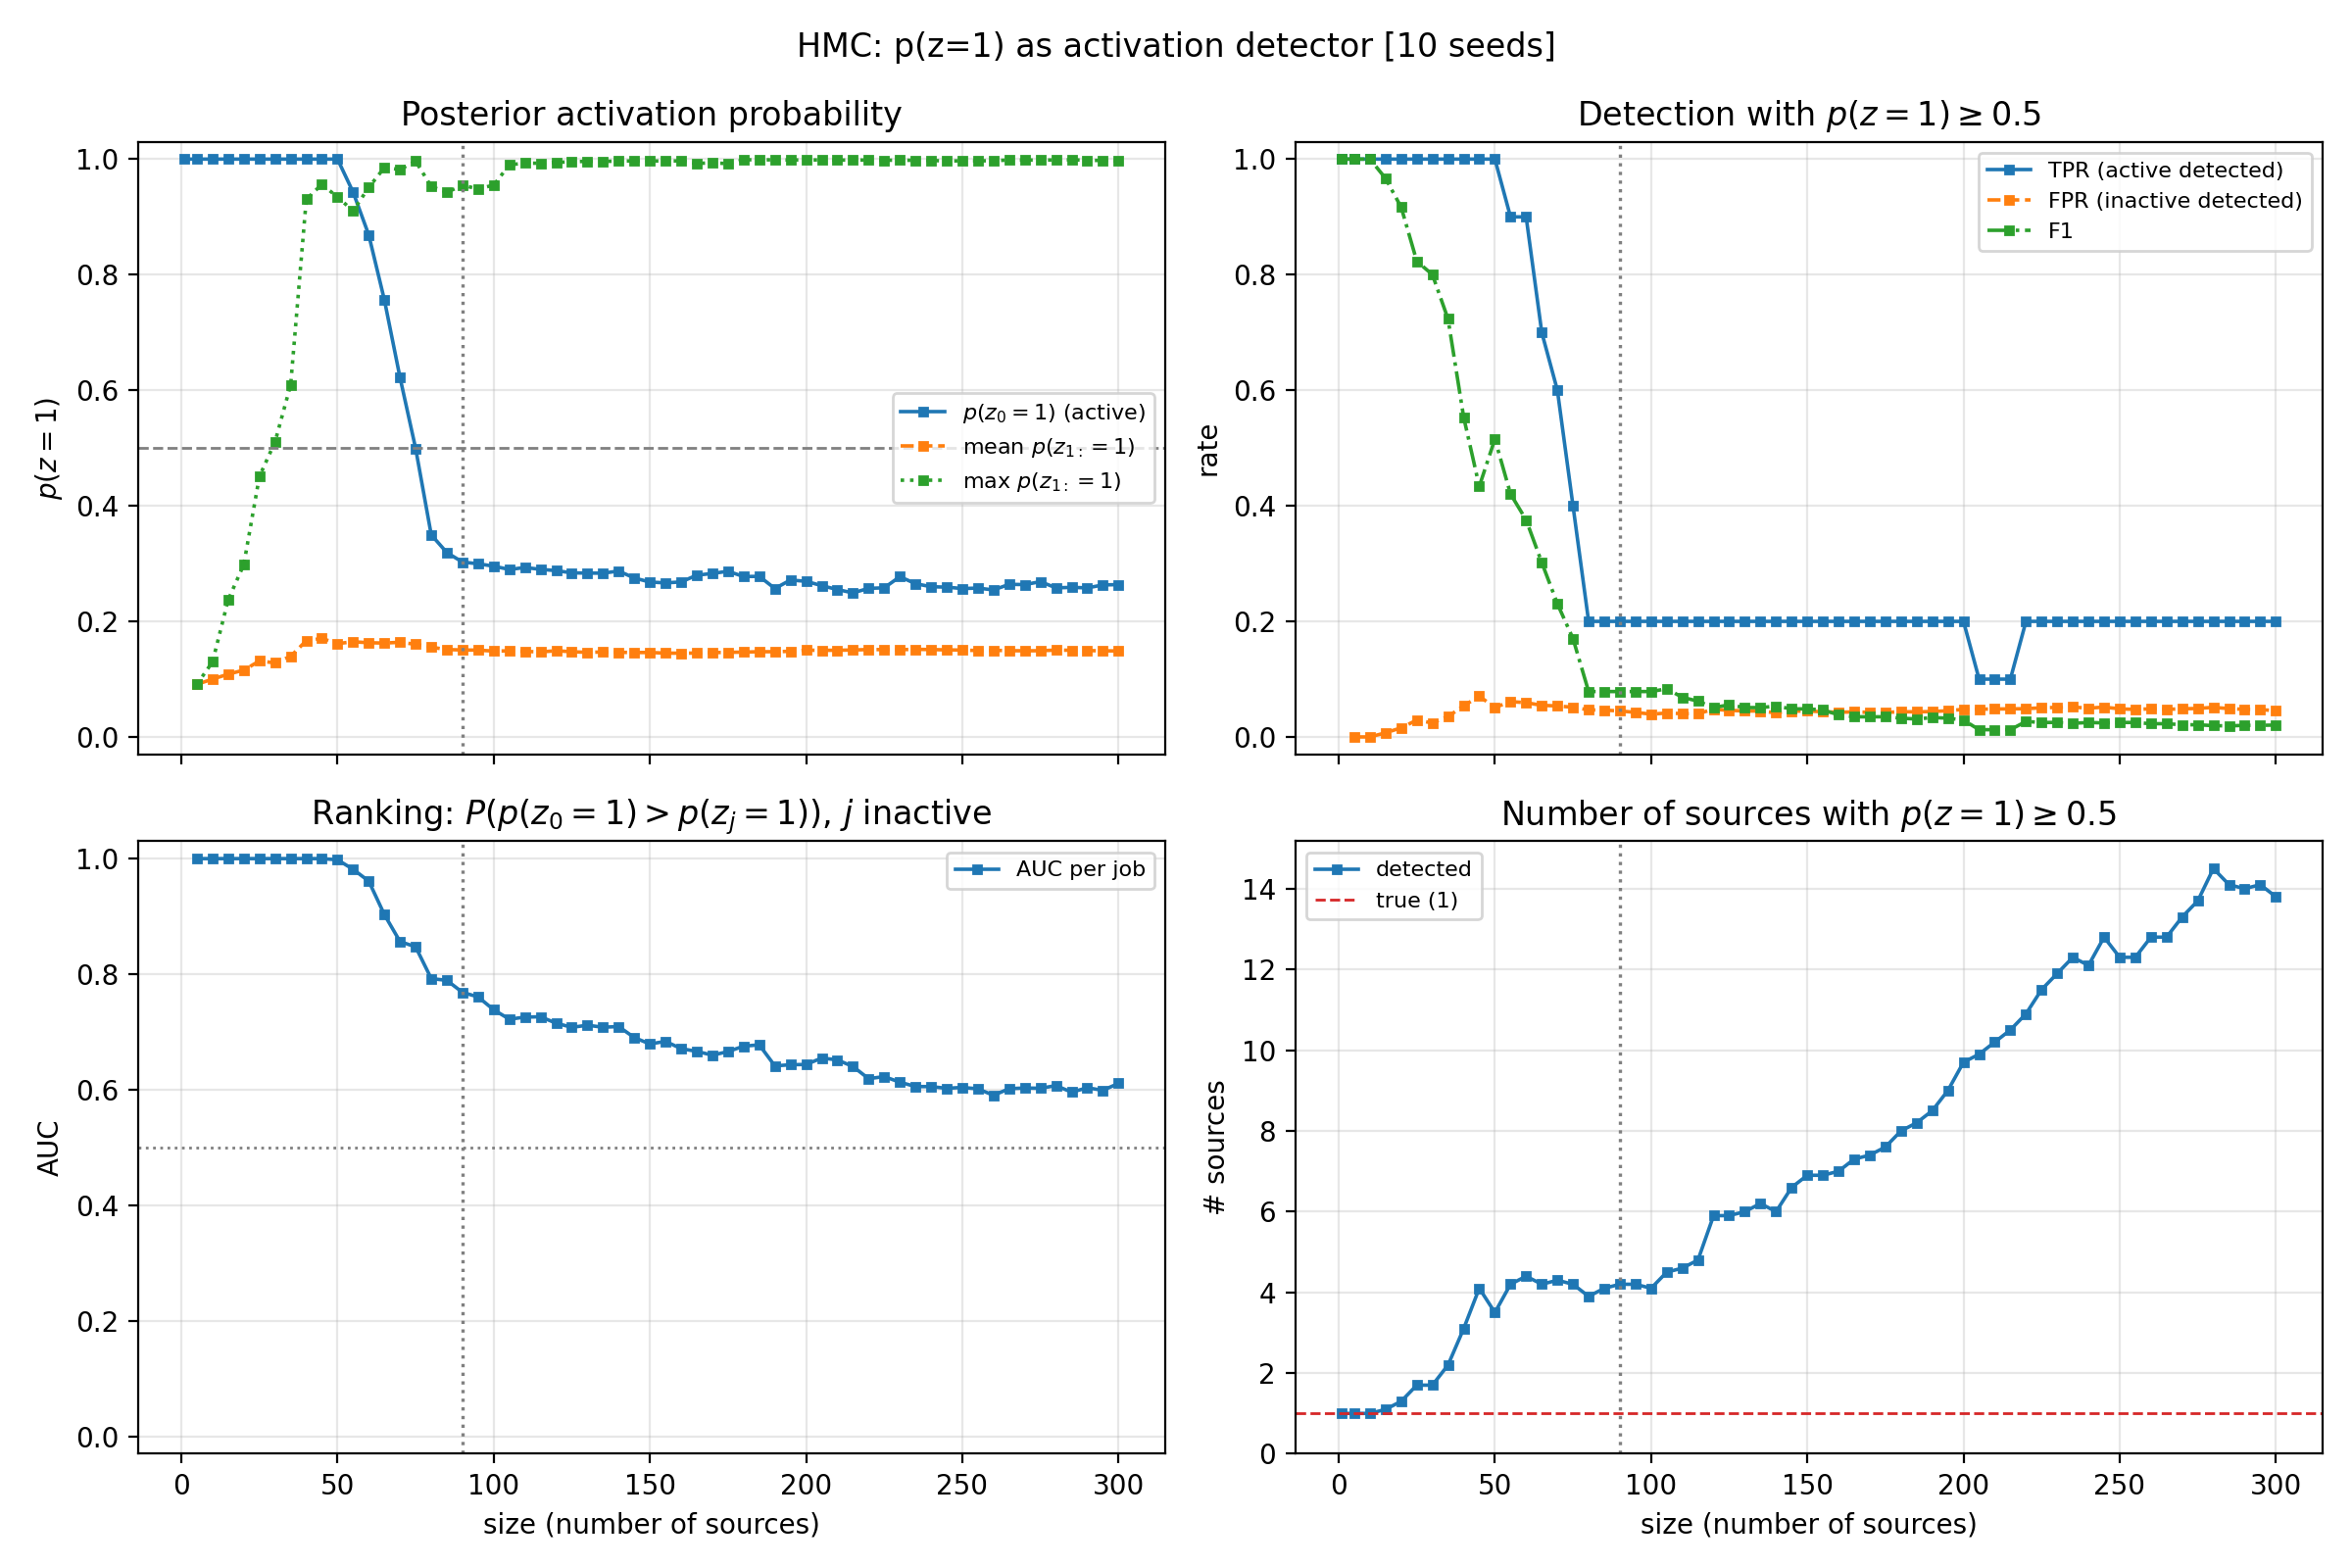 HMC: p(z=1) as activation detector [10 seeds]
Posterior activation probability
1.0
0.8
0.6
0.4
0.2
0.0
p(z = 1)
p(z₀ = 1) (active)
mean p(z₁: = 1)
max p(z₁: = 1)
Detection with p(z = 1) ≥ 0.5
1.0
0.8
0.6
0.4
0.2
0.0
rate
TPR (active detected)
FPR (inactive detected)
F1
Ranking: P(p(z₀ = 1) > p(zⱼ = 1)), j inactive
1.0
0.8
0.6
0.4
0.2
0.0
AUC
AUC per job
0 50 100 150 200 250 300
size (number of sources)
Number of sources with p(z = 1) ≥ 0.5
14
12
10
8
6
4
2
0
# sources
detected
true (1)
0 50 100 150 200 250 300
size (number of sources)